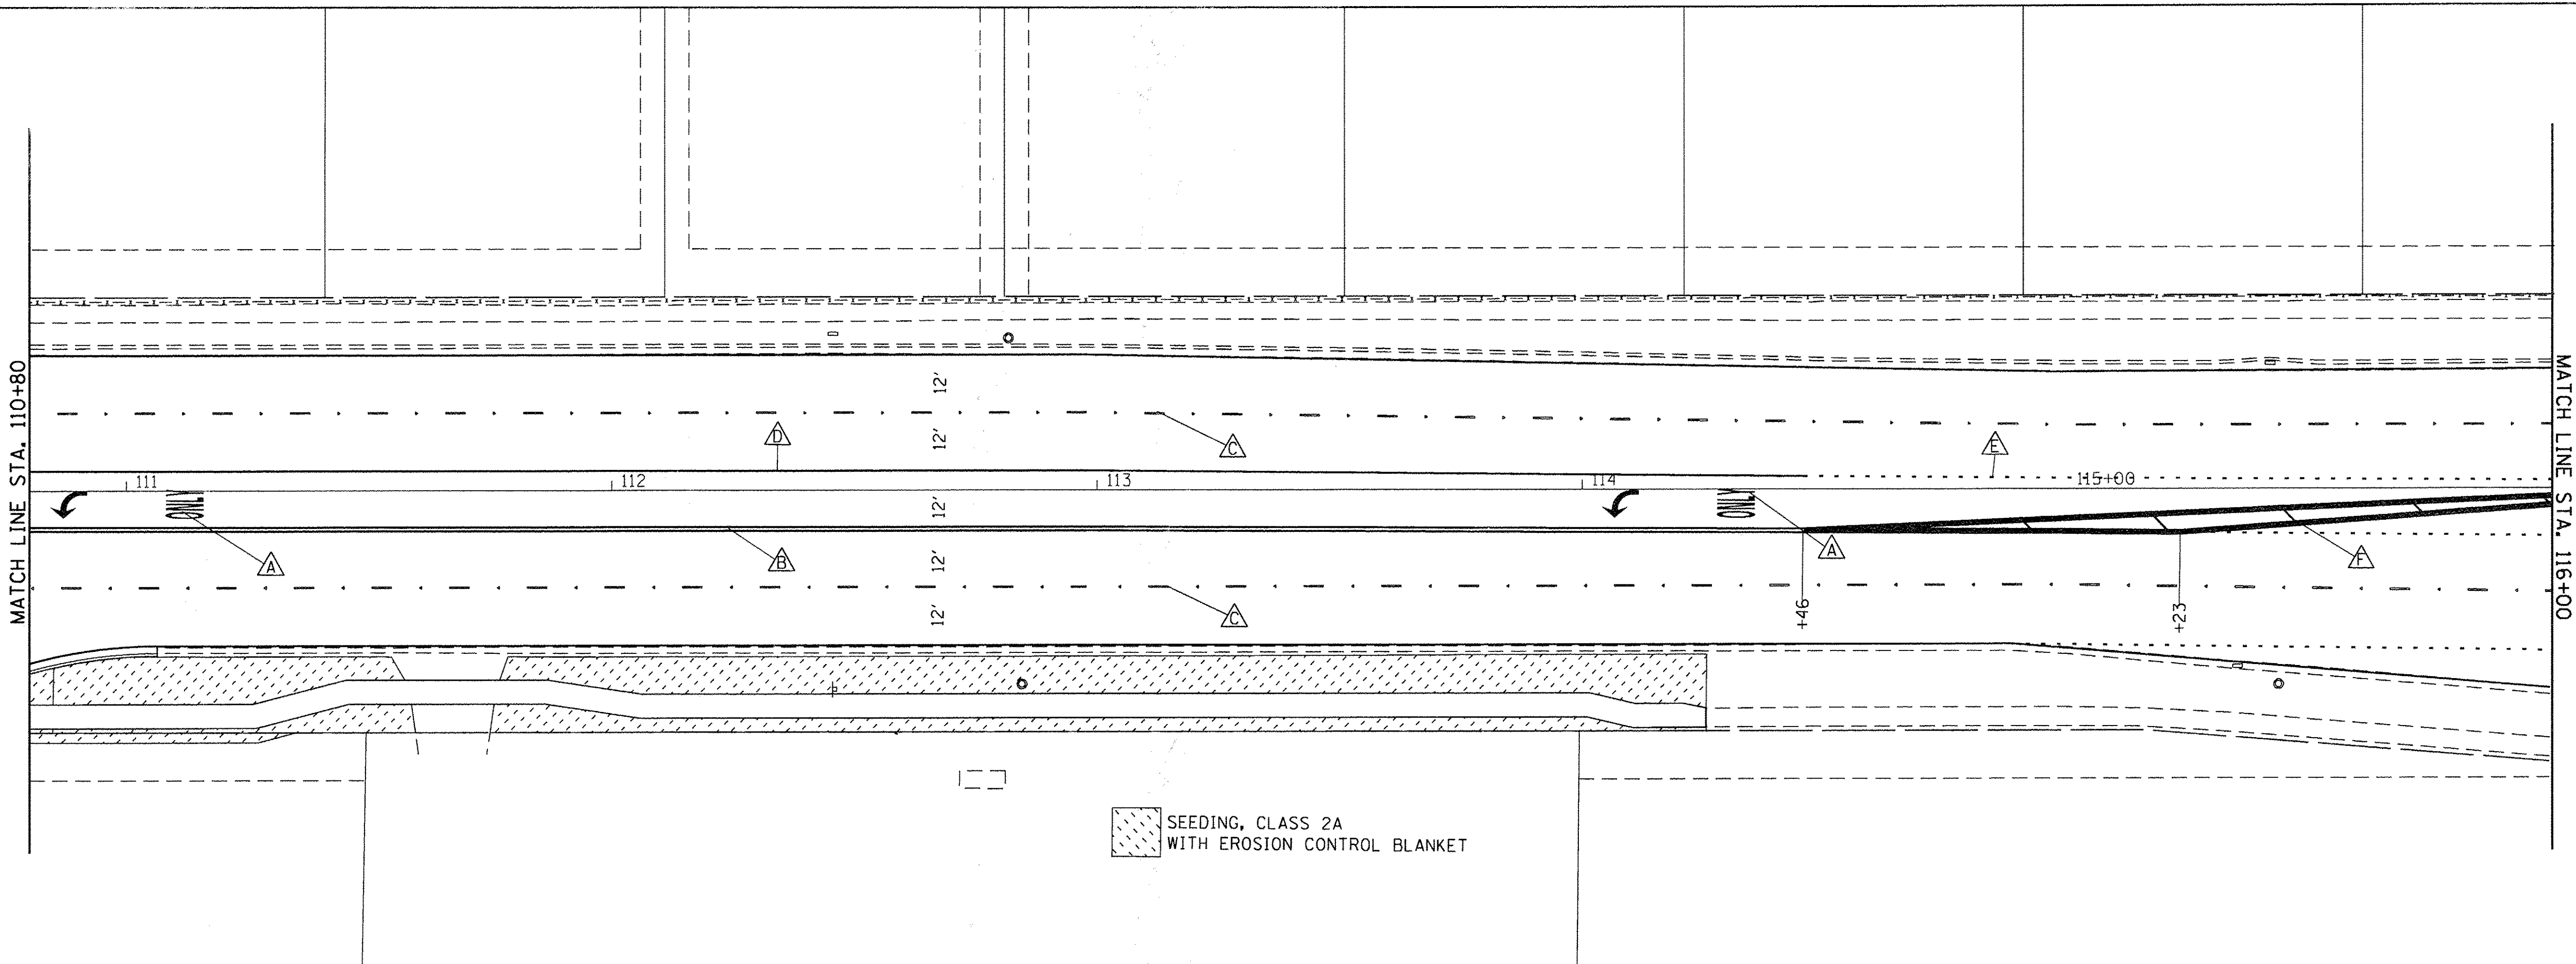 MATCH LINE STA. 110+80
MATCH LINE STA. 116+00
12'
12'
D
C
E
111
112
113
114
115+00
ONLY
12'
ONLY
A
B
12'
A
F
C
12'
+46
+23
SEEDING, CLASS 2A
WITH EROSION CONTROL BLANKET